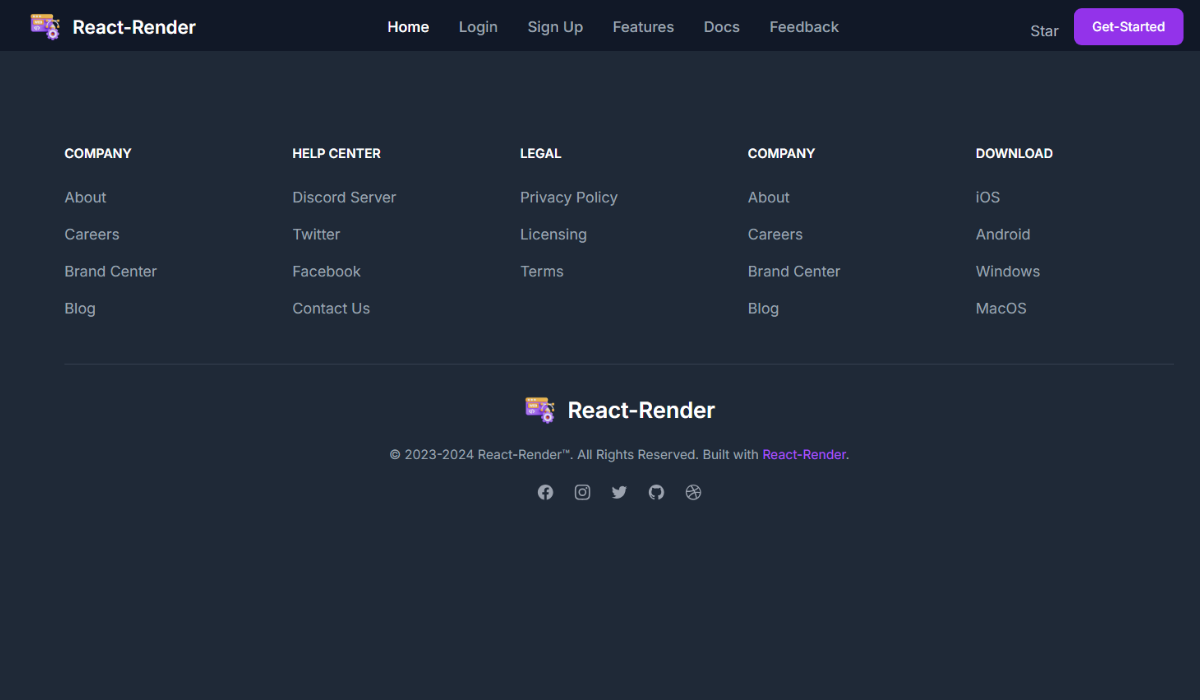 React-Render
Home Login Sign Up Features Docs Feedback
Star
Get-Started
COMPANY
About
Careers
Brand Center
Blog
HELP CENTER
Discord Server
Twitter
Facebook
Contact Us
LEGAL
Privacy Policy
Licensing
Terms
COMPANY
About
Careers
Brand Center
Blog
DOWNLOAD
iOS
Android
Windows
MacOS
React-Render
© 2023-2024 React-Render™. All Rights Reserved. Built with React-Render.